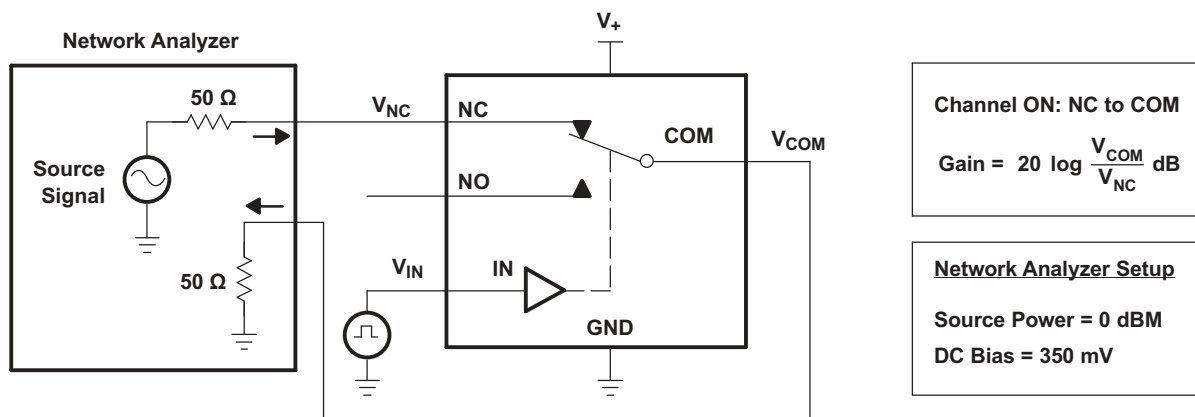 Network Analyzer
50 Ω
Source
Signal
50 Ω
V+
VNC
NC
COM
VCOM
NO
VIN
IN
GND
Channel ON: NC to COM
Gain = 20 log VCOM/VNC dB
Network Analyzer Setup
Source Power = 0 dBM
DC Bias = 350 mV